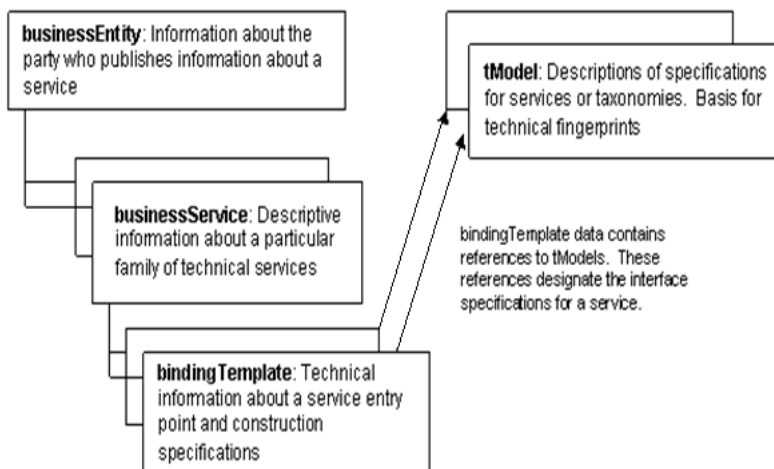 businessEntity: Information about the
party who publishes information about a
service
tModel: Descriptions of specifications
for services or taxonomies. Basis for
technical fingerprints
businessService: Descriptive
information about a particular
family of technical services
bindingTemplate data contains
references to tModels. These
references designate the interface
specifications for a service.
bindingTemplate: Technical
information about a service entry
point and construction
specifications